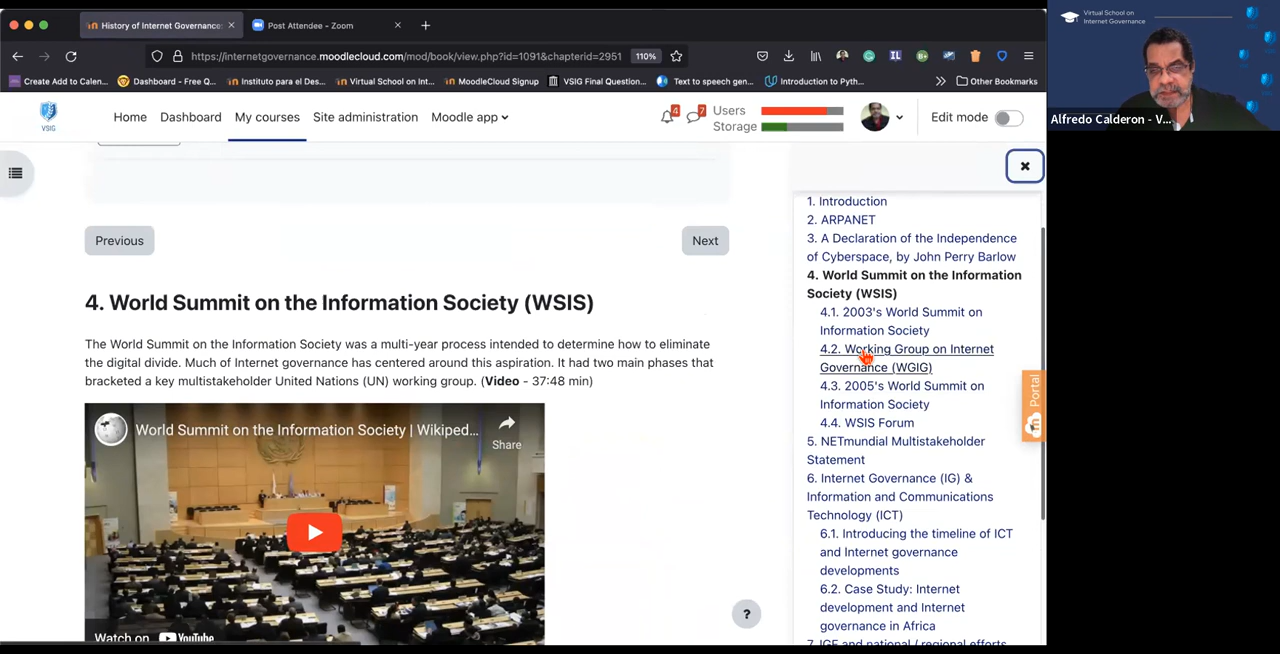 History of Internet Governance:
Post Attendee - Zoom
https://internetgovernance.moodlecloud.com/mod/book/view.php?id=1091&chapterid=2951
110%
Create Add to Calen...
Dashboard - Free Q...
Instituto para el Des...
Virtual School on Int...
MoodleCloud Signup
VSIG Final Question...
Text to speech gen...
Introduction to Pyth...
Other Bookmarks
Virtual School on
Internet Governance
Alfredo Calderon - V...
VSIG
Home
Dashboard
My courses
Site administration
Moodle app
4
7
Users
Storage
Edit mode
Previous
Next
4. World Summit on the Information Society (WSIS)
The World Summit on the Information Society was a multi-year process intended to determine how to eliminate
the digital divide. Much of Internet governance has centered around this aspiration. It had two main phases that
bracketed a key multistakeholder United Nations (UN) working group. (Video - 37:48 min)
World Summit on the Information Society | Wikiped...
Share
Watch on YouTube
1. Introduction
2. ARPANET
3. A Declaration of the Independence
of Cyberspace, by John Perry Barlow
4. World Summit on the Information
Society (WSIS)
4.1. 2003's World Summit on
Information Society
4.2. Working Group on Internet
Governance (WGIG)
4.3. 2005's World Summit on
Information Society
4.4. WSIS Forum
5. NETmundial Multistakeholder
Statement
6. Internet Governance (IG) &
Information and Communications
Technology (ICT)
6.1. Introducing the timeline of ICT
and Internet governance
developments
6.2. Case Study: Internet
development and Internet
governance in Africa
7. IGF and national / regional efforts
Portal
?